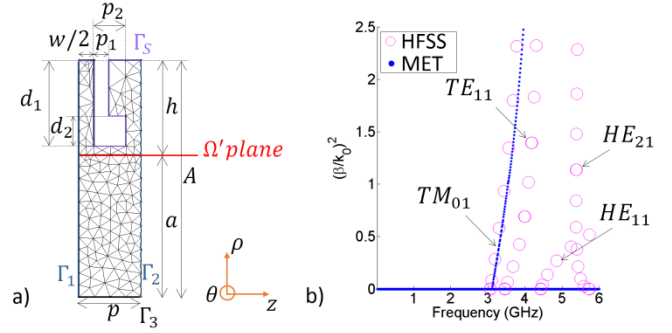 p₂
w/2
p₁
Γ_S
d₁
d₂
h
Ω′plane
A
a
Γ₁
Γ₂
p
Γ₃
ρ
θ
z
a)
2.5
2
1.5
1
0.5
0
(β/k₀)²
HFSS
MET
TE₁₁
TM₀₁
HE₂₁
HE₁₁
0 1 2 3 4 5 6
Frequency (GHz)
b)